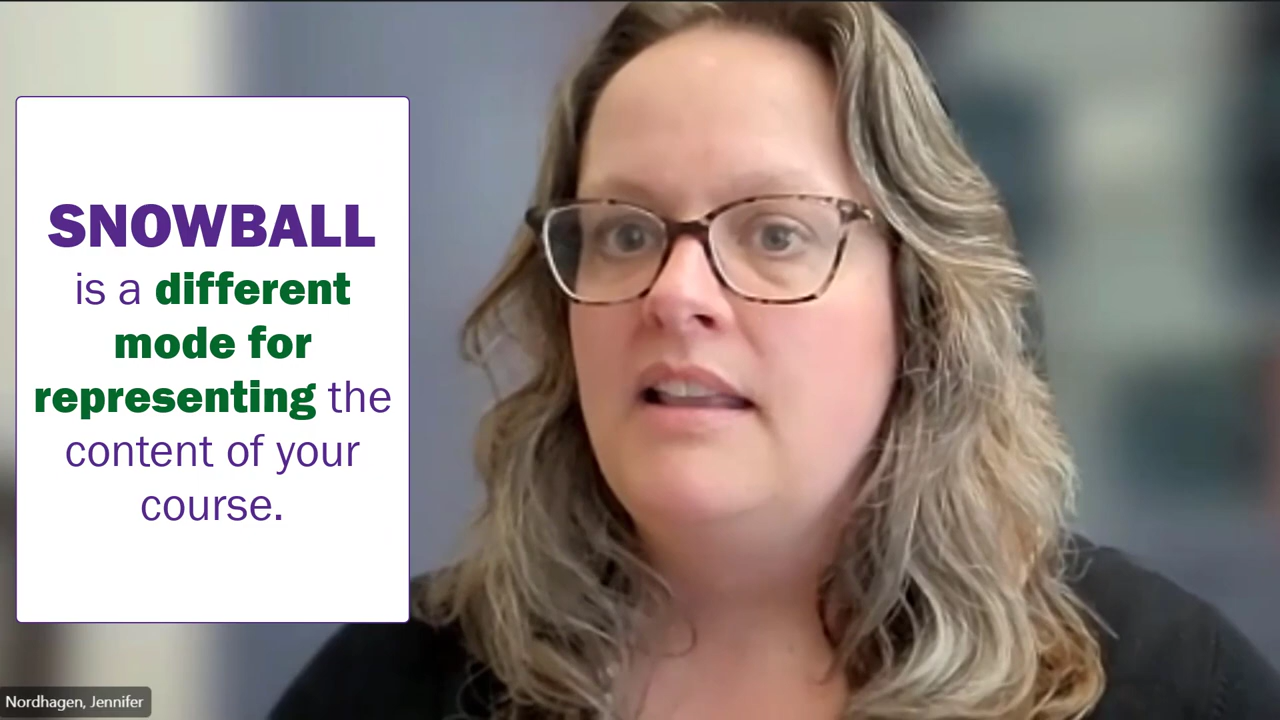 SNOWBALL
is a different
mode for
representing the
content of your
course.
Nordhagen, Jennifer